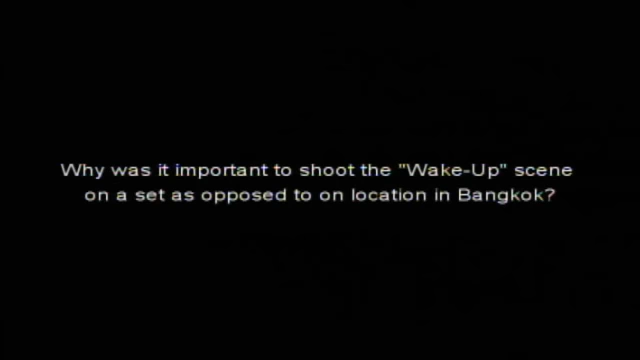 Why was it important to shoot the "Wake-Up" scene
on a set as opposed to on location in Bangkok?